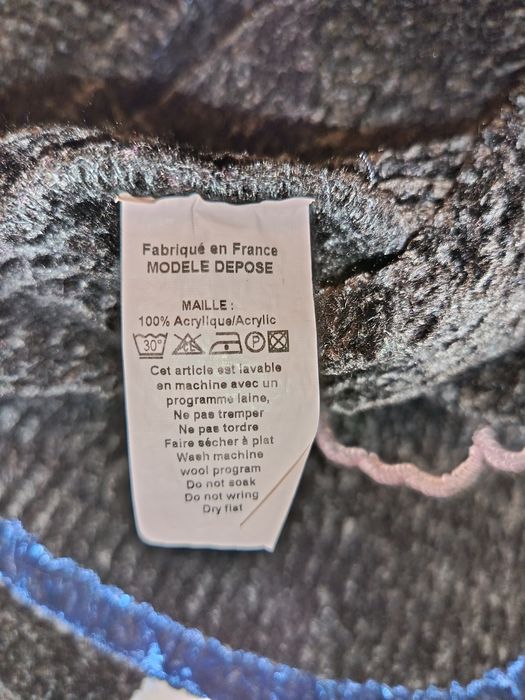 Fabriqué en France
MODELE DEPOSE
MAILLE :
100% Acrylique/Acrylic
30° CL P
Cet article est lavable
en machine avec un
programme laine,
Ne pas tremper
Ne pas tordre
Faire sécher à plat
Wash machine
wool program
Do not soak
Do not wring
Dry flat